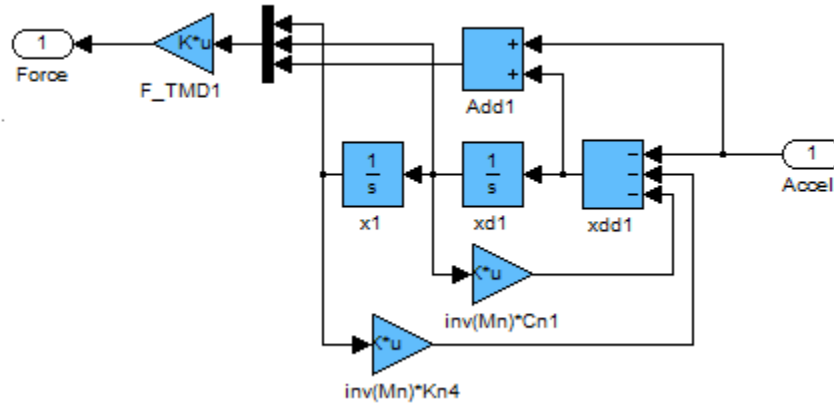 1
Force
K*u
F_TMD1
+
+
Add1
1
s
x1
1
s
xd1
−
−
−
xdd1
1
Accel
K*u
inv(Mn)*Cn1
K*u
inv(Mn)*Kn4